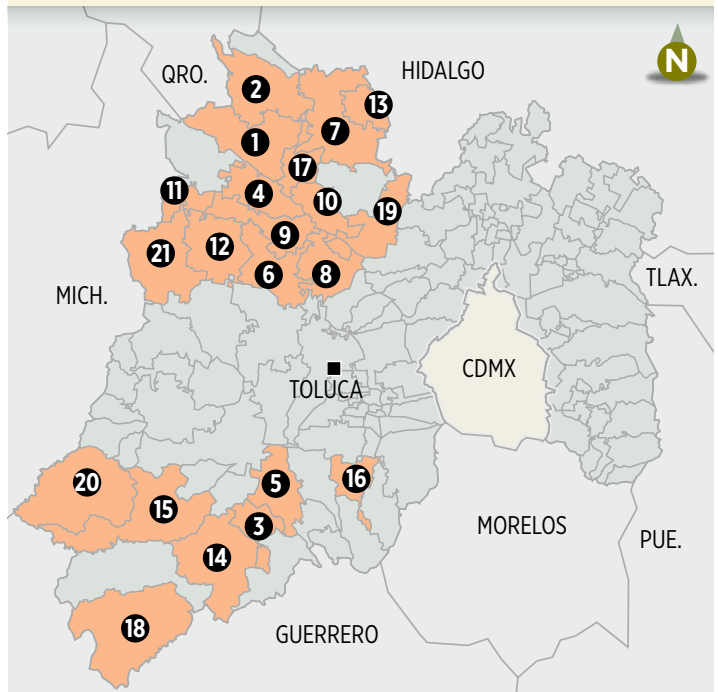 N
QRO.
HIDALGO
2
13
7
1
17
11
4
10
19
9
21
12
6
8
MICH.
TLAX.
CDMX
TOLUCA
20
5
16
15
3
MORELOS
PUE.
14
18
GUERRERO